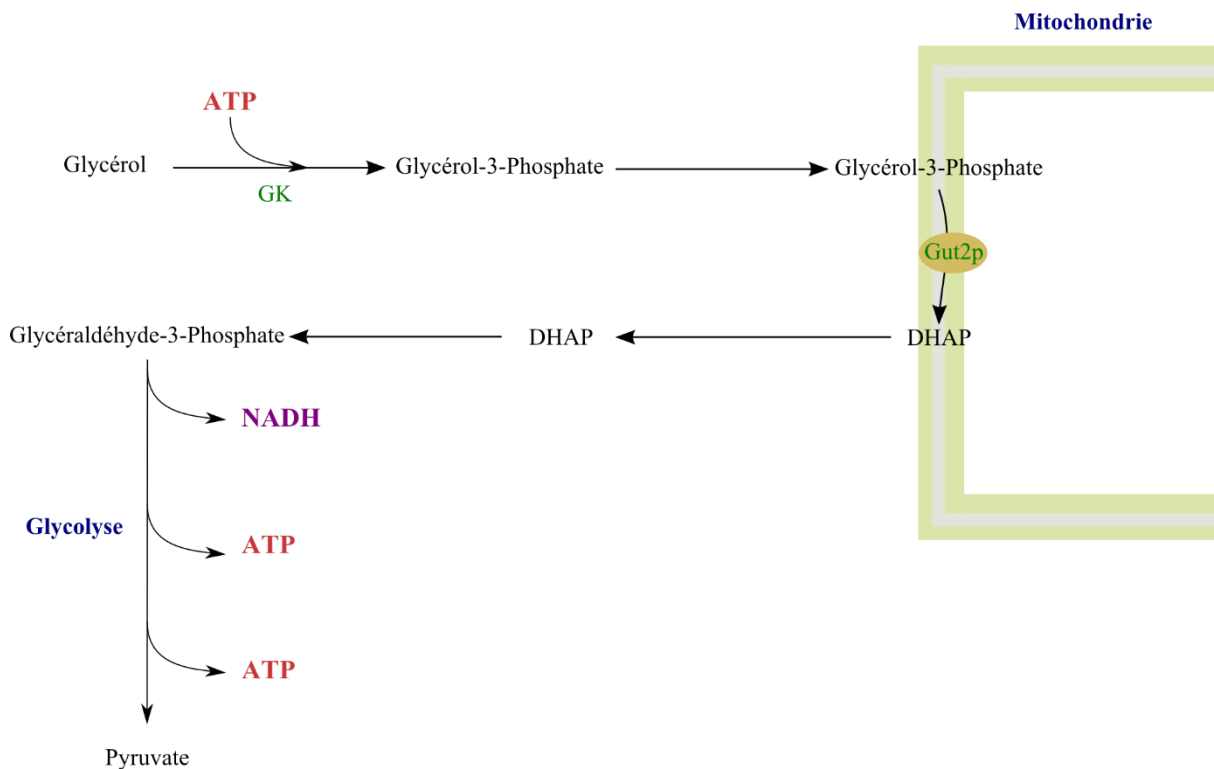 Mitochondrie
ATP
Glycérol
Glycérol-3-Phosphate
Glycérol-3-Phosphate
GK
Gut2p
Glycéraldéhyde-3-Phosphate
DHAP
DHAP
NADH
Glycolyse
ATP
ATP
Pyruvate